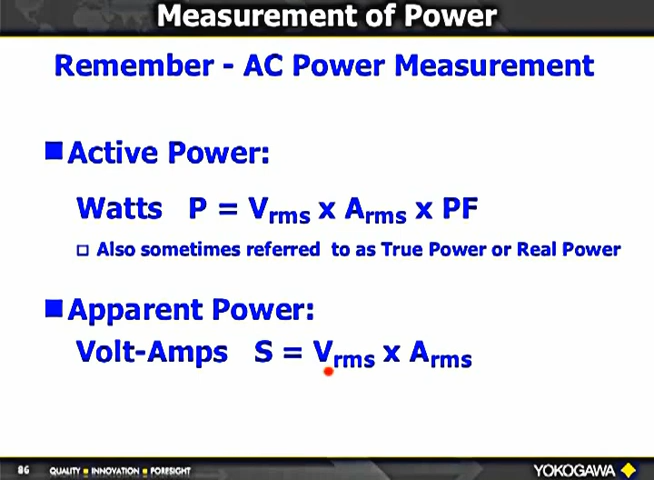 Measurement of Power
Remember - AC Power Measurement
Active Power:
Watts P = Vrms x Arms x PF
Also sometimes referred to as True Power or Real Power
Apparent Power:
Volt-Amps S = Vrms x Arms
86 QUALITY INNOVATION FORESIGHT YOKOGAWA